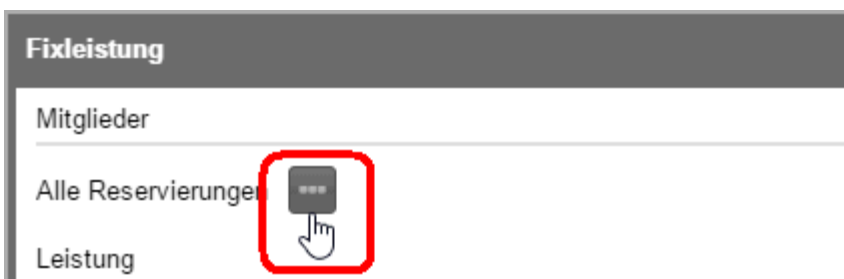 Fixleistung
Mitglieder
Alle Reservierungen
Leistung